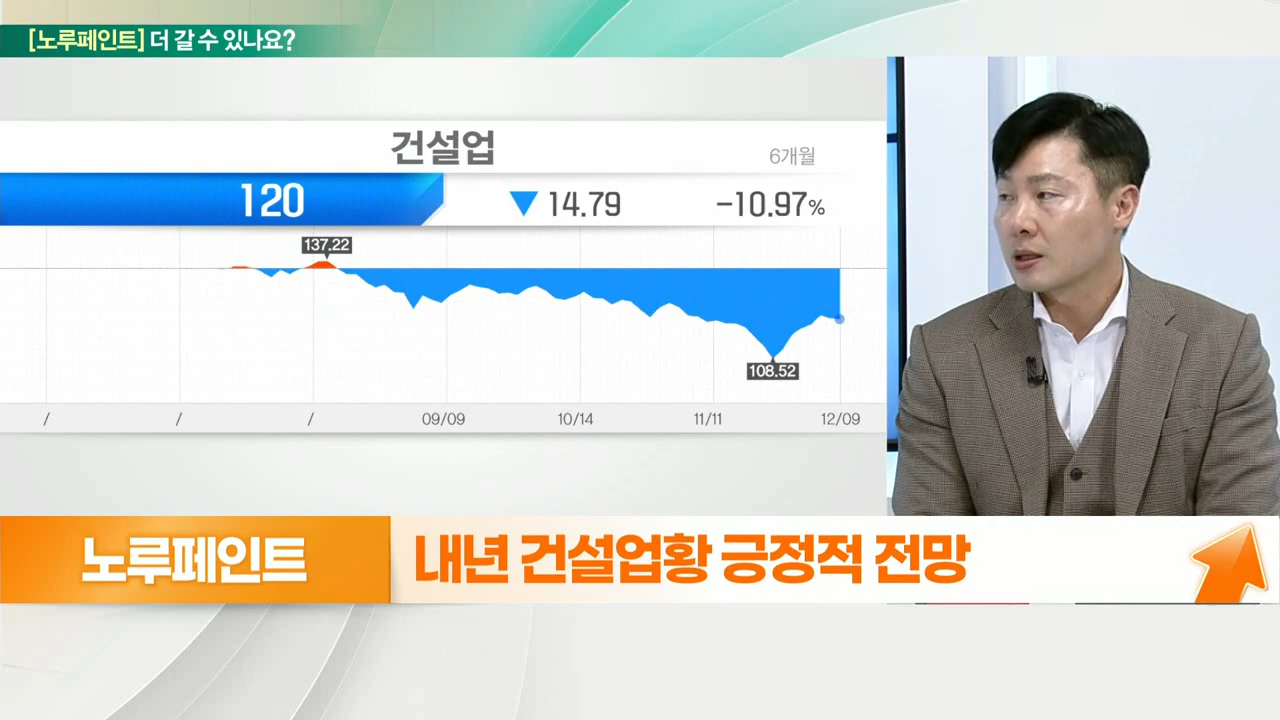 [노루페인트] 더 갈 수 있나요?
건설업
6개월
120 ▼ 14.79 -10.97%
137.22
108.52
/ / / 09/09 10/14 11/11 12/09
노루페인트
내년 건설업황 긍정적 전망